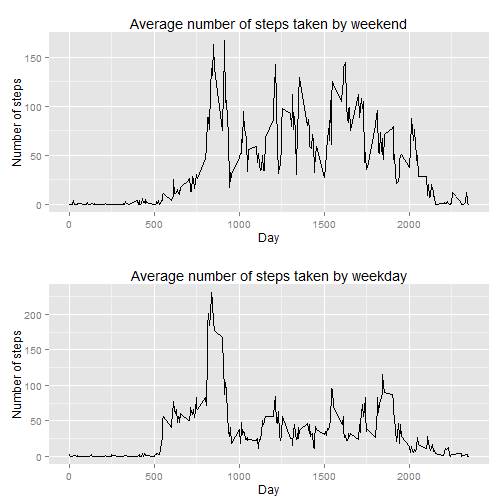 Average number of steps taken by weekend
Number of steps
150
100
50
0
0 500 1000 1500 2000
Day
Average number of steps taken by weekday
Number of steps
200
150
100
50
0
0 500 1000 1500 2000
Day